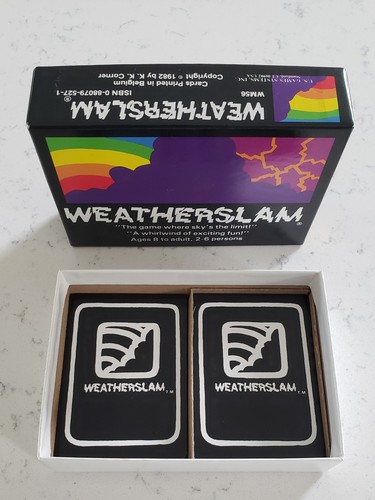 U.S. GAMES SYSTEMS, INC.
WM56
WEATHERSLAM®
Cards Printed in Belgium
Copyright © 1982 by K. K. Corner
ISBN 0-88079-527-1
WEATHERSLAM®
"The game where sky's the limit!"
"A whirlwind of exciting fun!"
Ages 8 to adult, 2-6 persons
WEATHERSLAM™
WEATHERSLAM™